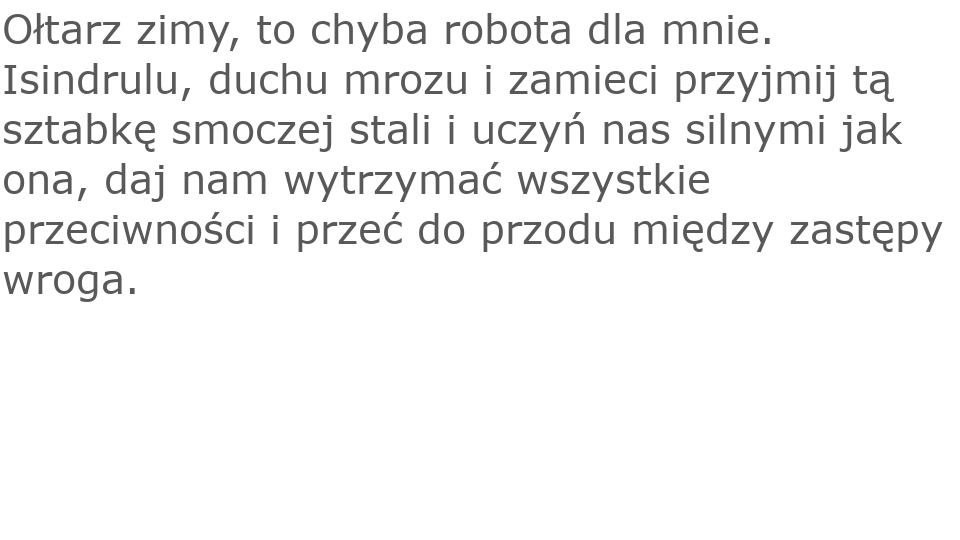 Ołtarz zimy, to chyba robota dla mnie.
Isindrulu, duchu mrozu i zamieci przyjmij tą
sztabkę smoczej stali i uczyń nas silnymi jak
ona, daj nam wytrzymać wszystkie
przeciwności i przeć do przodu między zastępy
wroga.